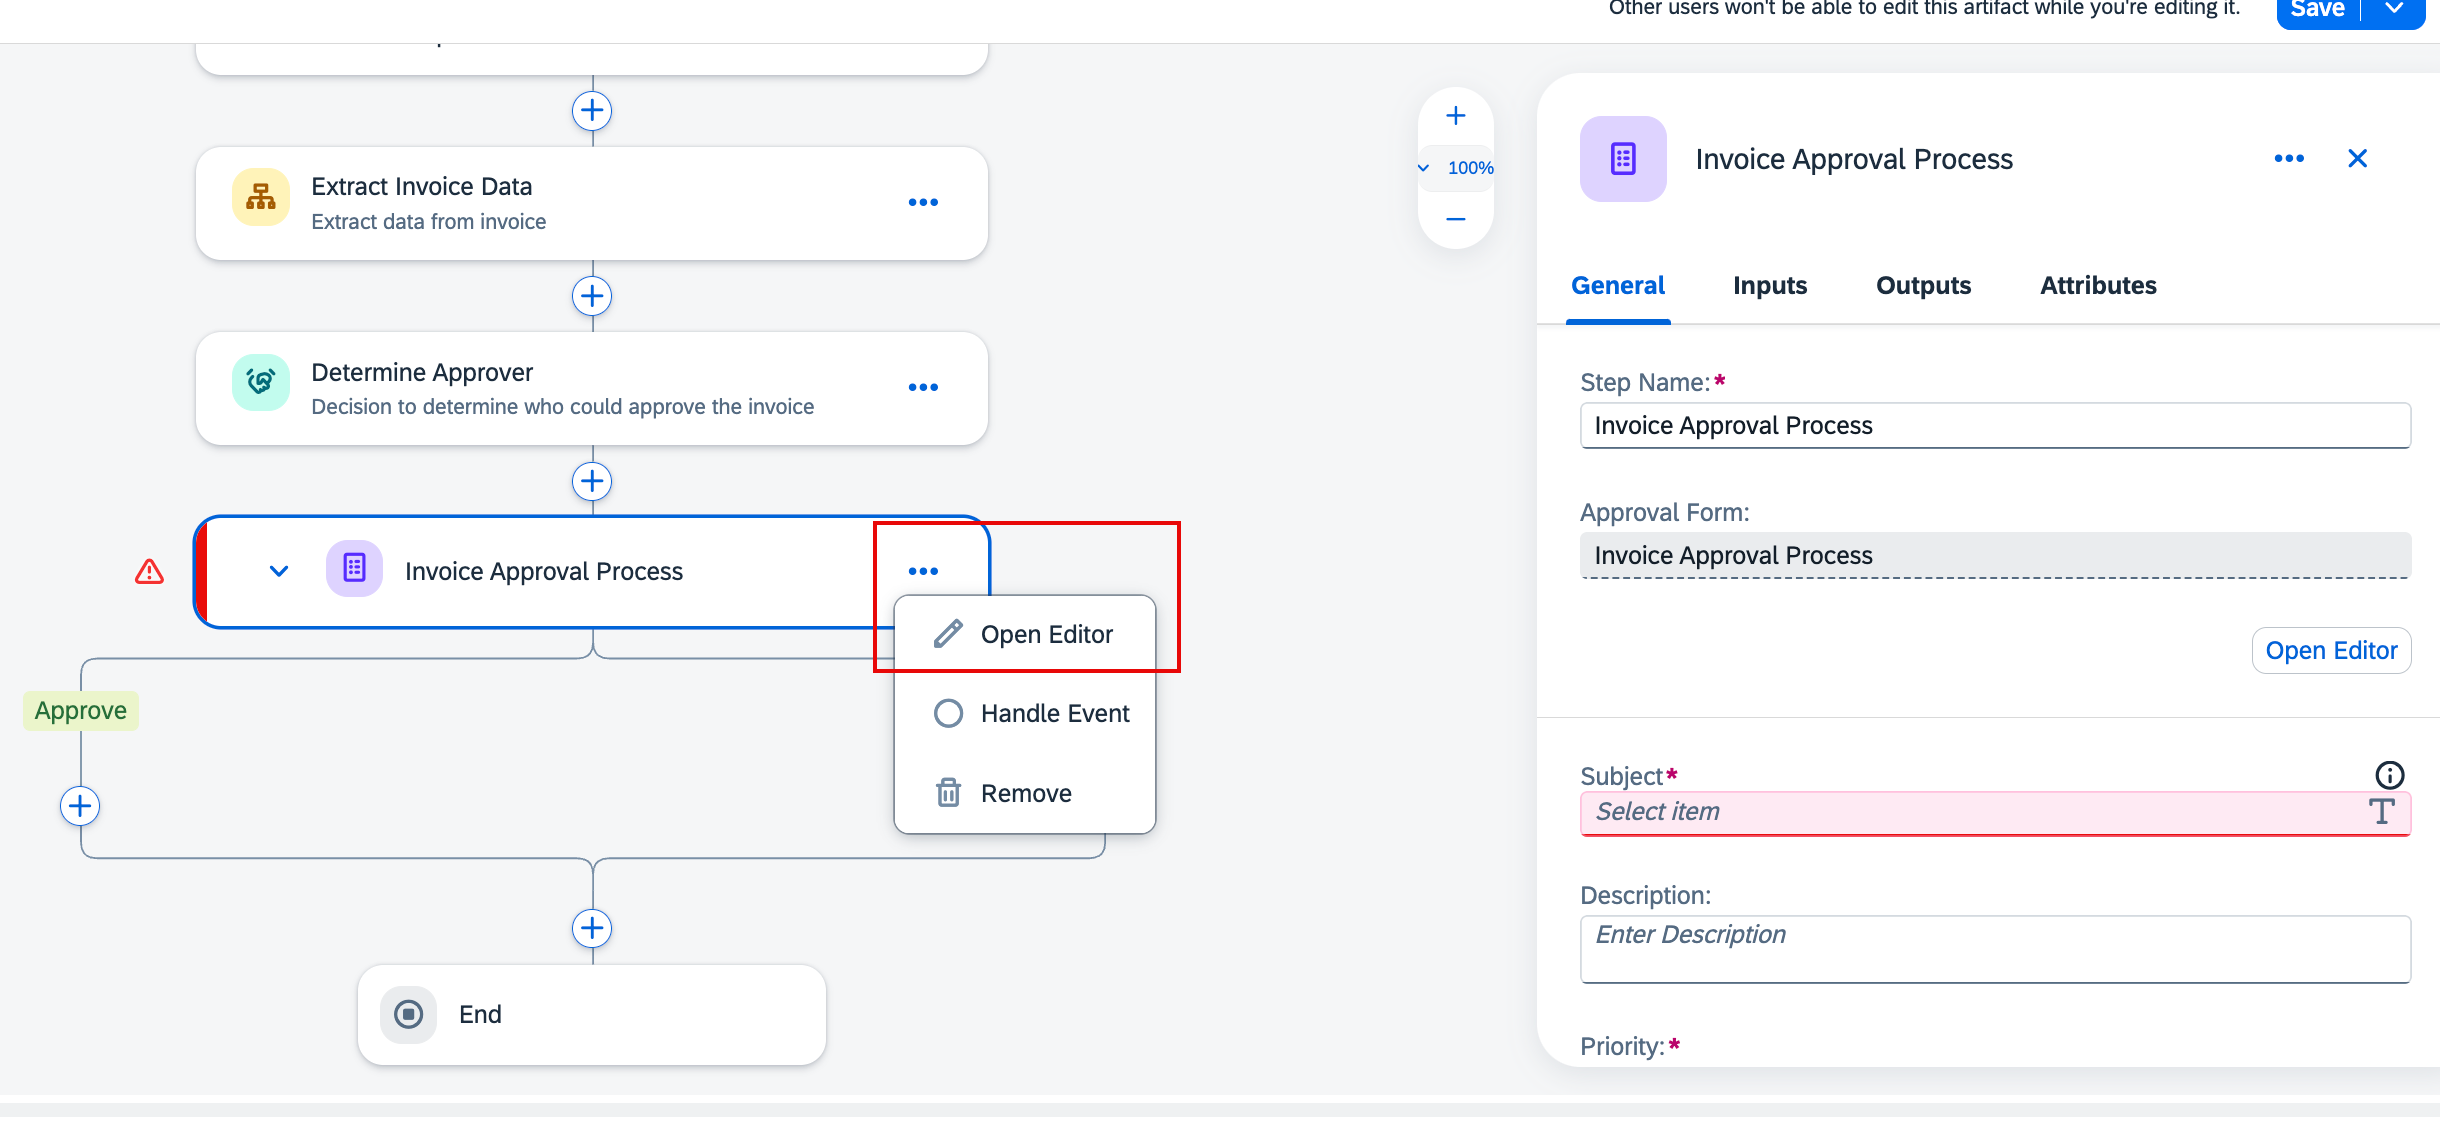 Other users won't be able to edit this artifact while you're editing it.
Save
Extract Invoice Data
Extract data from invoice
Determine Approver
Decision to determine who could approve the invoice
Invoice Approval Process
Open Editor
Handle Event
Remove
Approve
End
100%
Invoice Approval Process
General
Inputs
Outputs
Attributes
Step Name:*
Invoice Approval Process
Approval Form:
Invoice Approval Process
Open Editor
Subject*
Select item
Description:
Enter Description
Priority:*